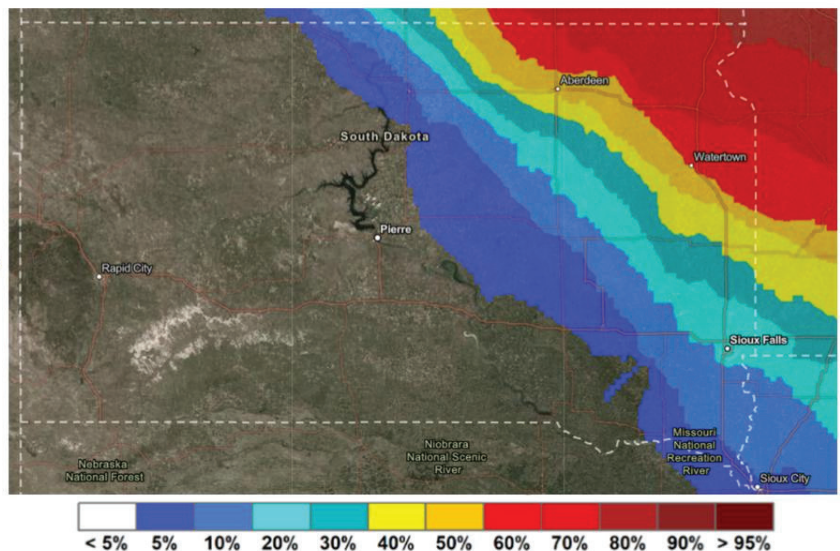 Aberdeen
South Dakota
Watertown
Pierre
Rapid City
Sioux Falls
Missouri
National
Recreation
River
Niobrara
National Scenic
River
Nebraska
National Forest
Sioux City
< 5% 5% 10% 20% 30% 40% 50% 60% 70% 80% 90% > 95%